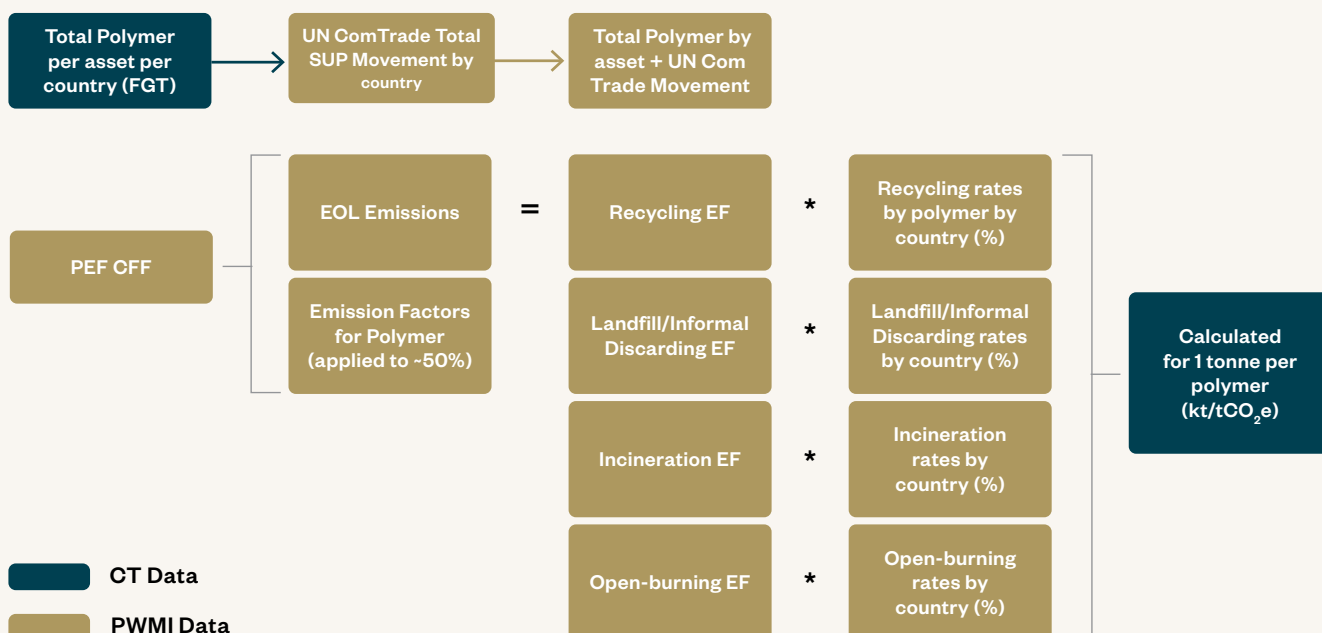 Total Polymer
per asset per
country (FGT)
UN ComTrade Total
SUP Movement by
country
Total Polymer by
asset + UN Com
Trade Movement
PEF CFF
EOL Emissions
=
Recycling EF
*
Recycling rates
by polymer by
country (%)
Emission Factors
for Polymer
(applied to ~50%)
Landfill/Informal
Discarding EF
*
Landfill/Informal
Discarding rates
by country (%)
Calculated
for 1 tonne per
polymer
(kt/tCO₂e)
Incineration EF
*
Incineration
rates by
country (%)
Open-burning EF
*
Open-burning
rates by
country (%)
CT Data
PWMI Data